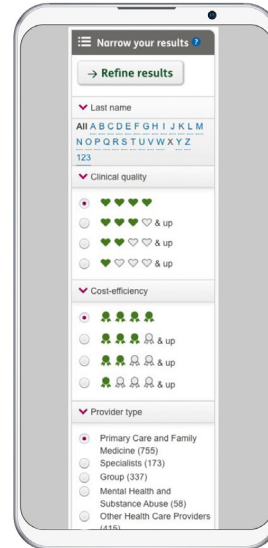 Narrow your results ?
→ Refine results
Last name
All A B C D E F G H I J K L M
N O P Q R S T U V W X Y Z
123
Clinical quality
& up
& up
& up
Cost-efficiency
& up
& up
& up
Provider type
Primary Care and Family
Medicine (755)
Specialists (173)
Group (337)
Mental Health and
Substance Abuse (58)
Other Health Care Providers
(415)